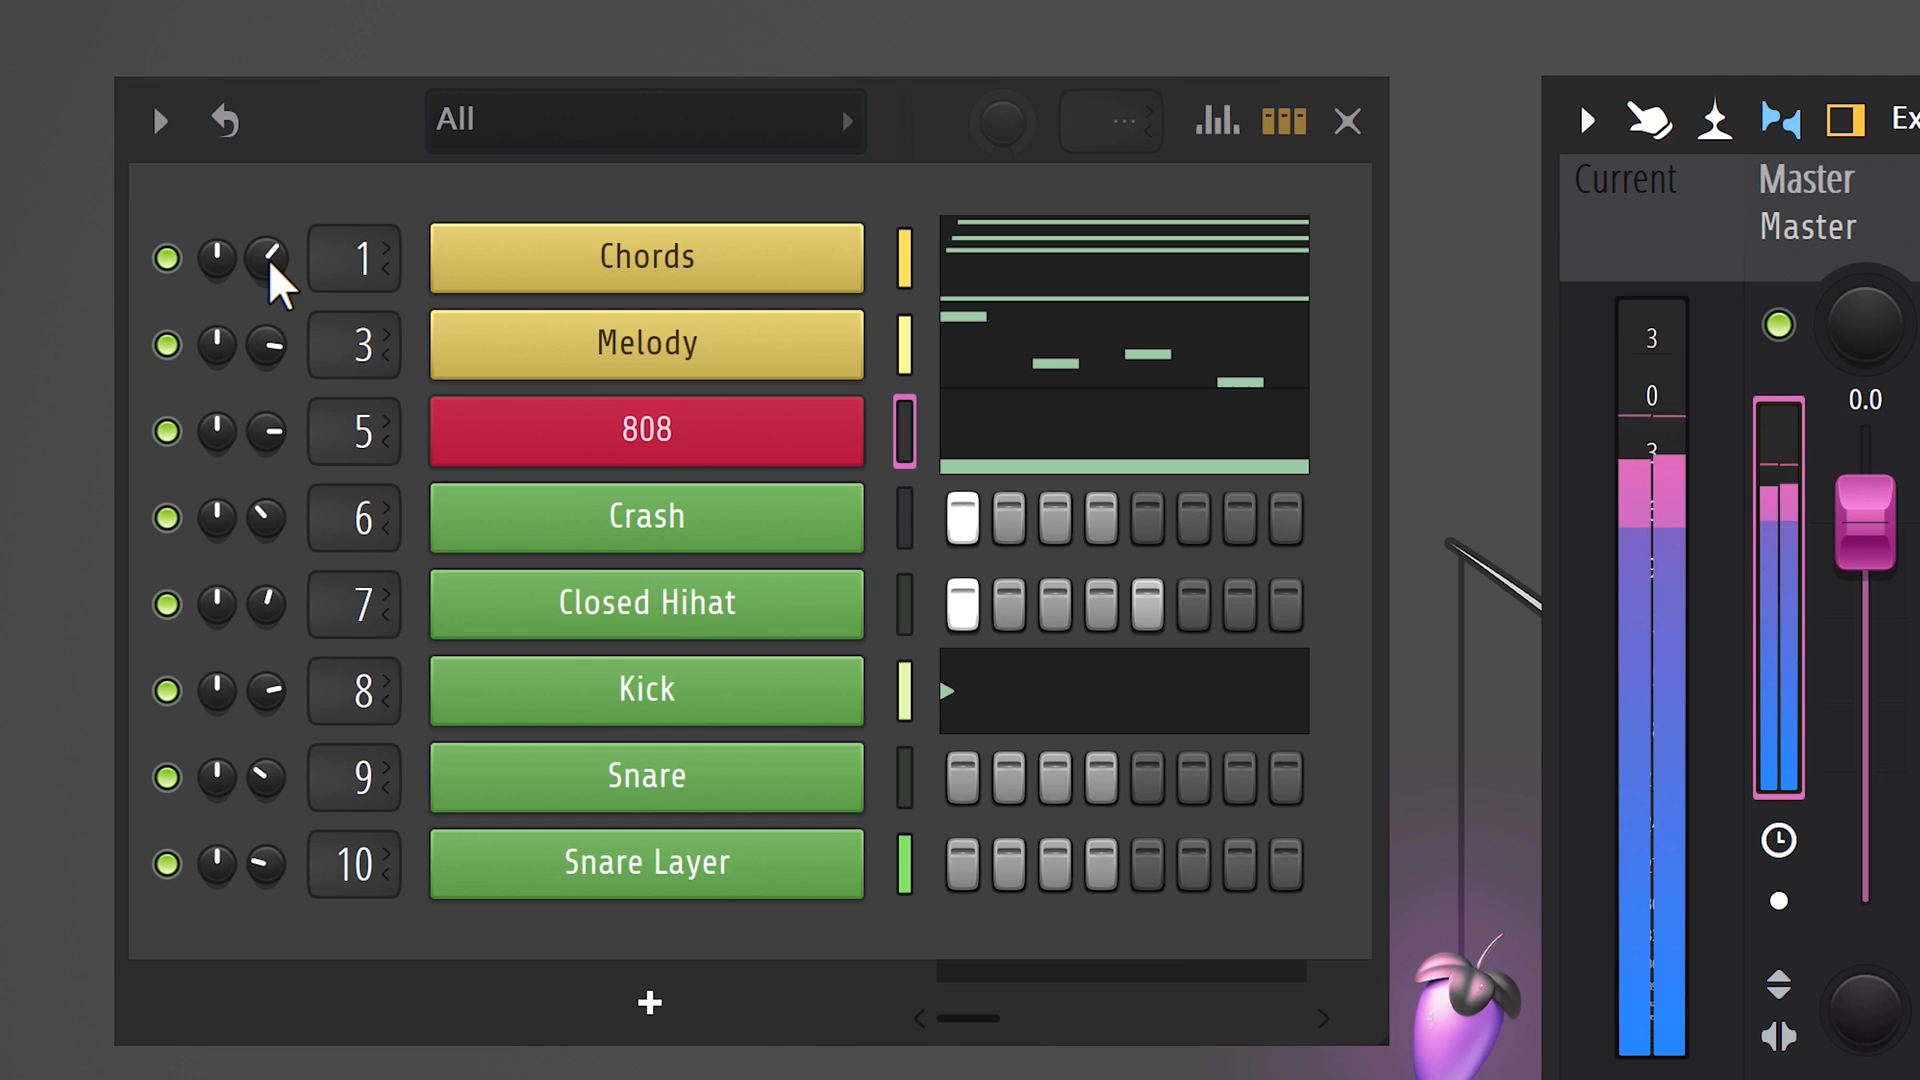 All
...
Ex
Current
Master
Master
1
Chords
3
Melody
5
808
6
Crash
7
Closed Hihat
8
Kick
9
Snare
10
Snare Layer
+
3
0
3
0.0